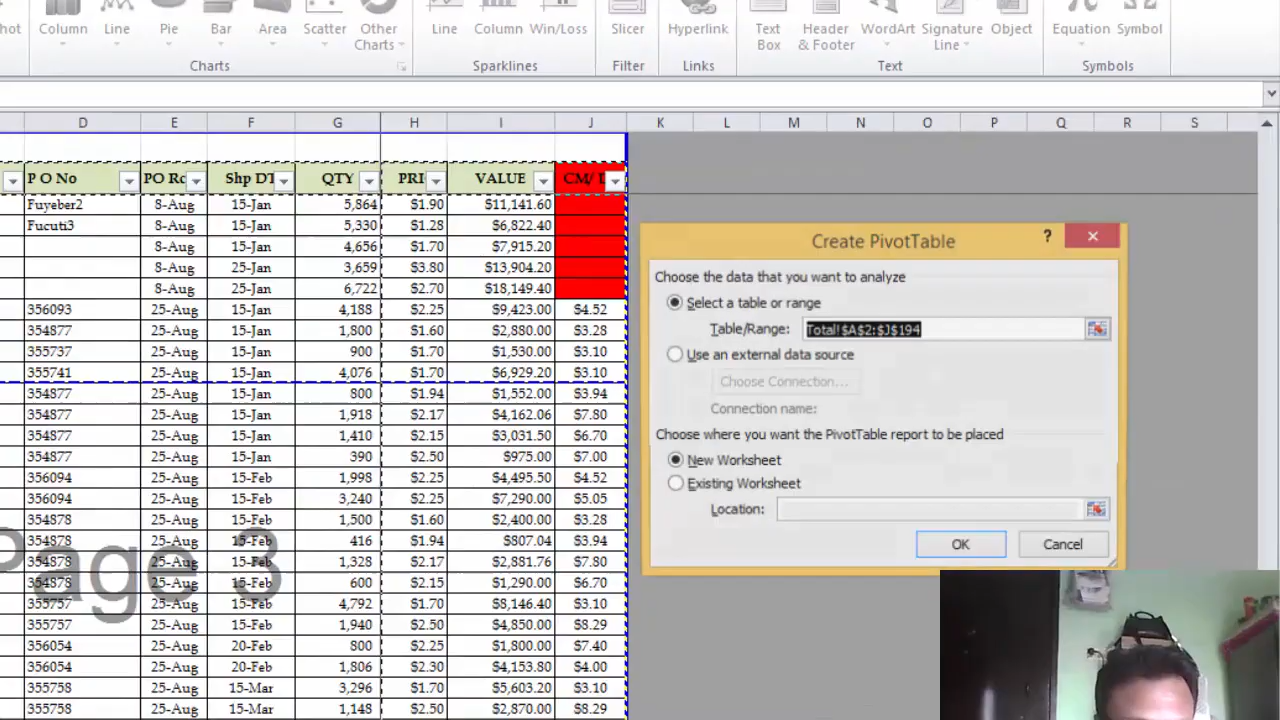 Column Line Pie Bar Area Scatter Other Charts Line Column Win/Loss Slicer Hyperlink Text Box Header & Footer WordArt Signature Line Object Equation Symbol
Charts Sparklines Filter Links Text Symbols
D E F G H I J K L M N O P Q R S
P O No PO Rc Shp DT QTY PRI VALUE CM/
Fuyeber2 8-Aug 15-Jan 5,864 $1.90 $11,141.60
Fucuti3 8-Aug 15-Jan 5,330 $1.28 $6,822.40
8-Aug 15-Jan 4,656 $1.70 $7,915.20
8-Aug 25-Jan 3,659 $3.80 $13,904.20
8-Aug 25-Jan 6,722 $2.70 $18,149.40
356093 25-Aug 15-Jan 4,188 $2.25 $9,423.00 $4.52
354877 25-Aug 15-Jan 1,800 $1.60 $2,880.00 $3.28
355737 25-Aug 15-Jan 900 $1.70 $1,530.00 $3.10
355741 25-Aug 15-Jan 4,076 $1.70 $6,929.20 $3.10
354877 25-Aug 15-Jan 800 $1.94 $1,552.00 $3.94
354877 25-Aug 15-Jan 1,918 $2.17 $4,162.06 $7.80
354877 25-Aug 15-Jan 1,410 $2.15 $3,031.50 $6.70
354877 25-Aug 15-Jan 390 $2.50 $975.00 $7.00
356094 25-Aug 15-Feb 1,998 $2.25 $4,495.50 $4.52
356094 25-Aug 15-Feb 3,240 $2.25 $7,290.00 $5.05
354878 25-Aug 15-Feb 1,500 $1.60 $2,400.00 $3.28
354878 25-Aug 15-Feb 416 $1.94 $807.04 $3.94
354878 25-Aug 15-Feb 1,328 $2.17 $2,881.76 $7.80
354878 25-Aug 15-Feb 600 $2.15 $1,290.00 $6.70
355757 25-Aug 15-Feb 4,792 $1.70 $8,146.40 $3.10
355757 25-Aug 15-Feb 1,940 $2.50 $4,850.00 $8.29
356054 25-Aug 20-Feb 800 $2.25 $1,800.00 $7.40
356054 25-Aug 20-Feb 1,806 $2.30 $4,153.80 $4.00
355758 25-Aug 15-Mar 3,296 $1.70 $5,603.20 $3.10
355758 25-Aug 15-Mar 1,148 $2.50 $2,870.00 $8.29
Page 3
Create PivotTable ?
Choose the data that you want to analyze
Select a table or range
Table/Range: Total!$A$2:$J$194
Use an external data source
Choose Connection...
Connection name:
Choose where you want the PivotTable report to be placed
New Worksheet
Existing Worksheet
Location:
OK Cancel